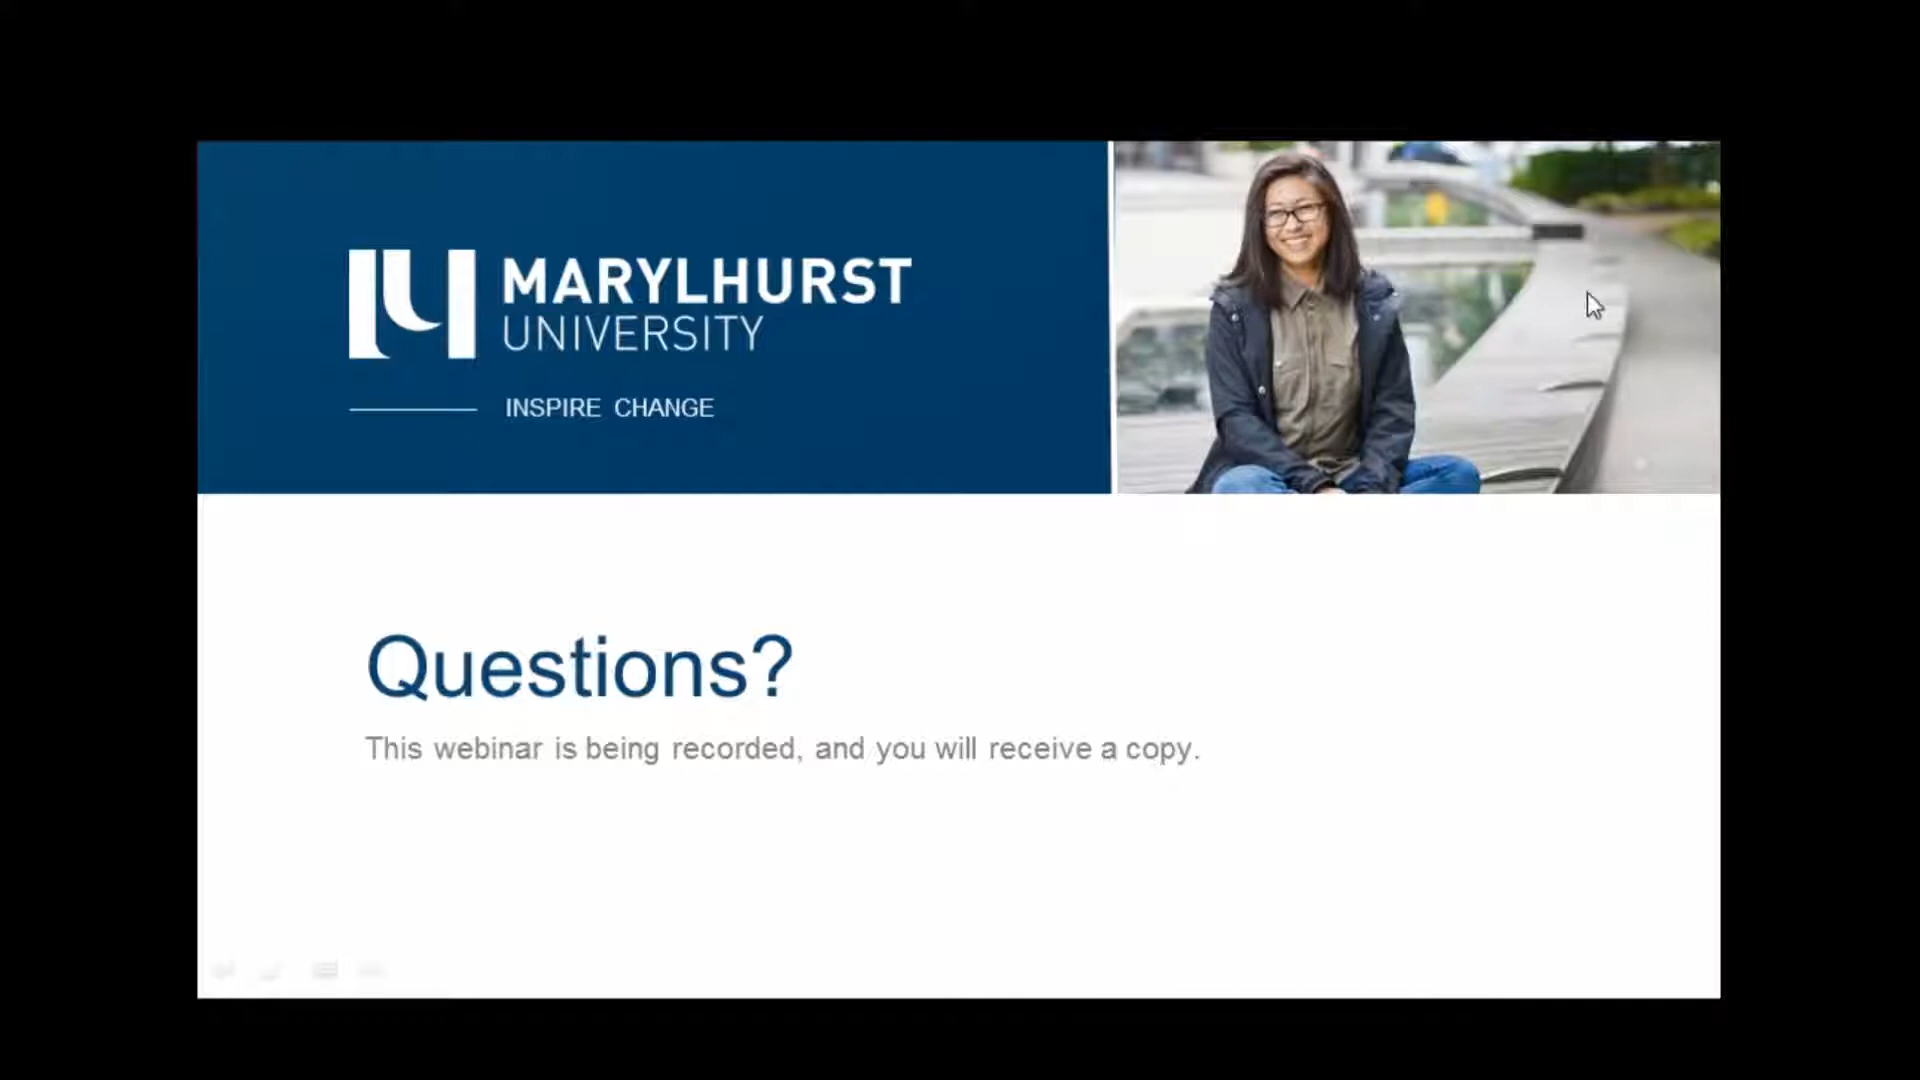 MARYLHURST
UNIVERSITY
INSPIRE CHANGE
Questions?
This webinar is being recorded, and you will receive a copy.